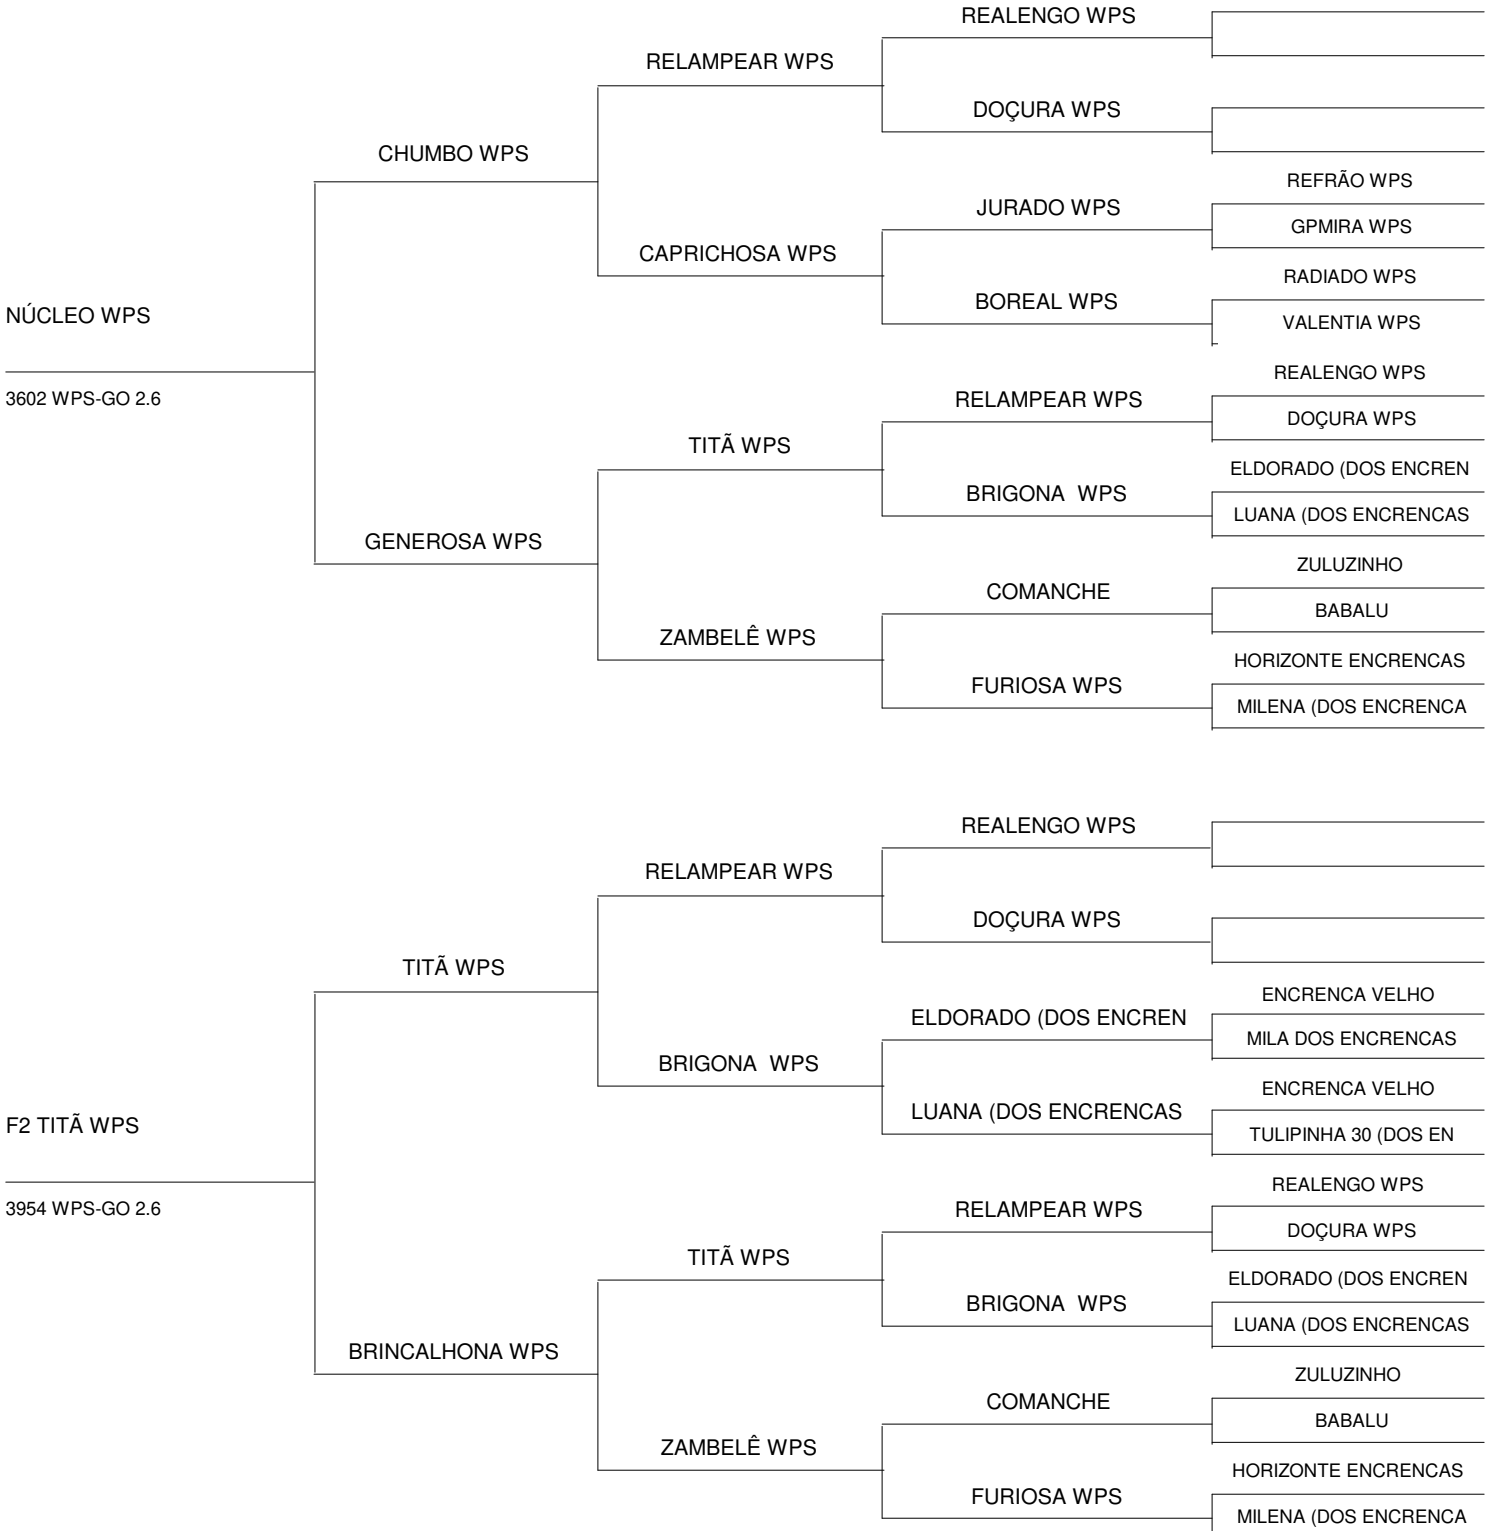 REALENGO WPS
RELAMPEAR WPS
DOÇURA WPS
CHUMBO WPS
REFRÃO WPS
JURADO WPS
GPMIRA WPS
CAPRICHOSA WPS
RADIADO WPS
BOREAL WPS
VALENTIA WPS
NÚCLEO WPS
3602 WPS-GO 2.6
REALENGO WPS
RELAMPEAR WPS
DOÇURA WPS
TITÃ WPS
ELDORADO (DOS ENCREN
BRIGONA  WPS
LUANA (DOS ENCRENCAS
GENEROSA WPS
ZULUZINHO
COMANCHE
BABALU
ZAMBELÊ WPS
HORIZONTE ENCRENCAS
FURIOSA WPS
MILENA (DOS ENCRENCA
REALENGO WPS
RELAMPEAR WPS
DOÇURA WPS
TITÃ WPS
ENCRENCA VELHO
ELDORADO (DOS ENCREN
MILA DOS ENCRENCAS
BRIGONA  WPS
ENCRENCA VELHO
LUANA (DOS ENCRENCAS
TULIPINHA 30 (DOS EN
F2 TITÃ WPS
3954 WPS-GO 2.6
REALENGO WPS
RELAMPEAR WPS
DOÇURA WPS
TITÃ WPS
ELDORADO (DOS ENCREN
BRIGONA  WPS
LUANA (DOS ENCRENCAS
BRINCALHONA WPS
ZULUZINHO
COMANCHE
BABALU
ZAMBELÊ WPS
HORIZONTE ENCRENCAS
FURIOSA WPS
MILENA (DOS ENCRENCA